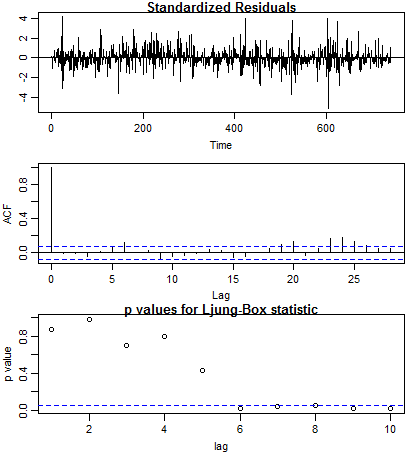 Standardized Residuals
4
2
0
-2
-4
0 200 400 600
Time
ACF
0.8
0.4
0.0
0 5 10 15 20 25
Lag
p values for Ljung-Box statistic
p value
0.8
0.4
0.0
2 4 6 8 10
lag